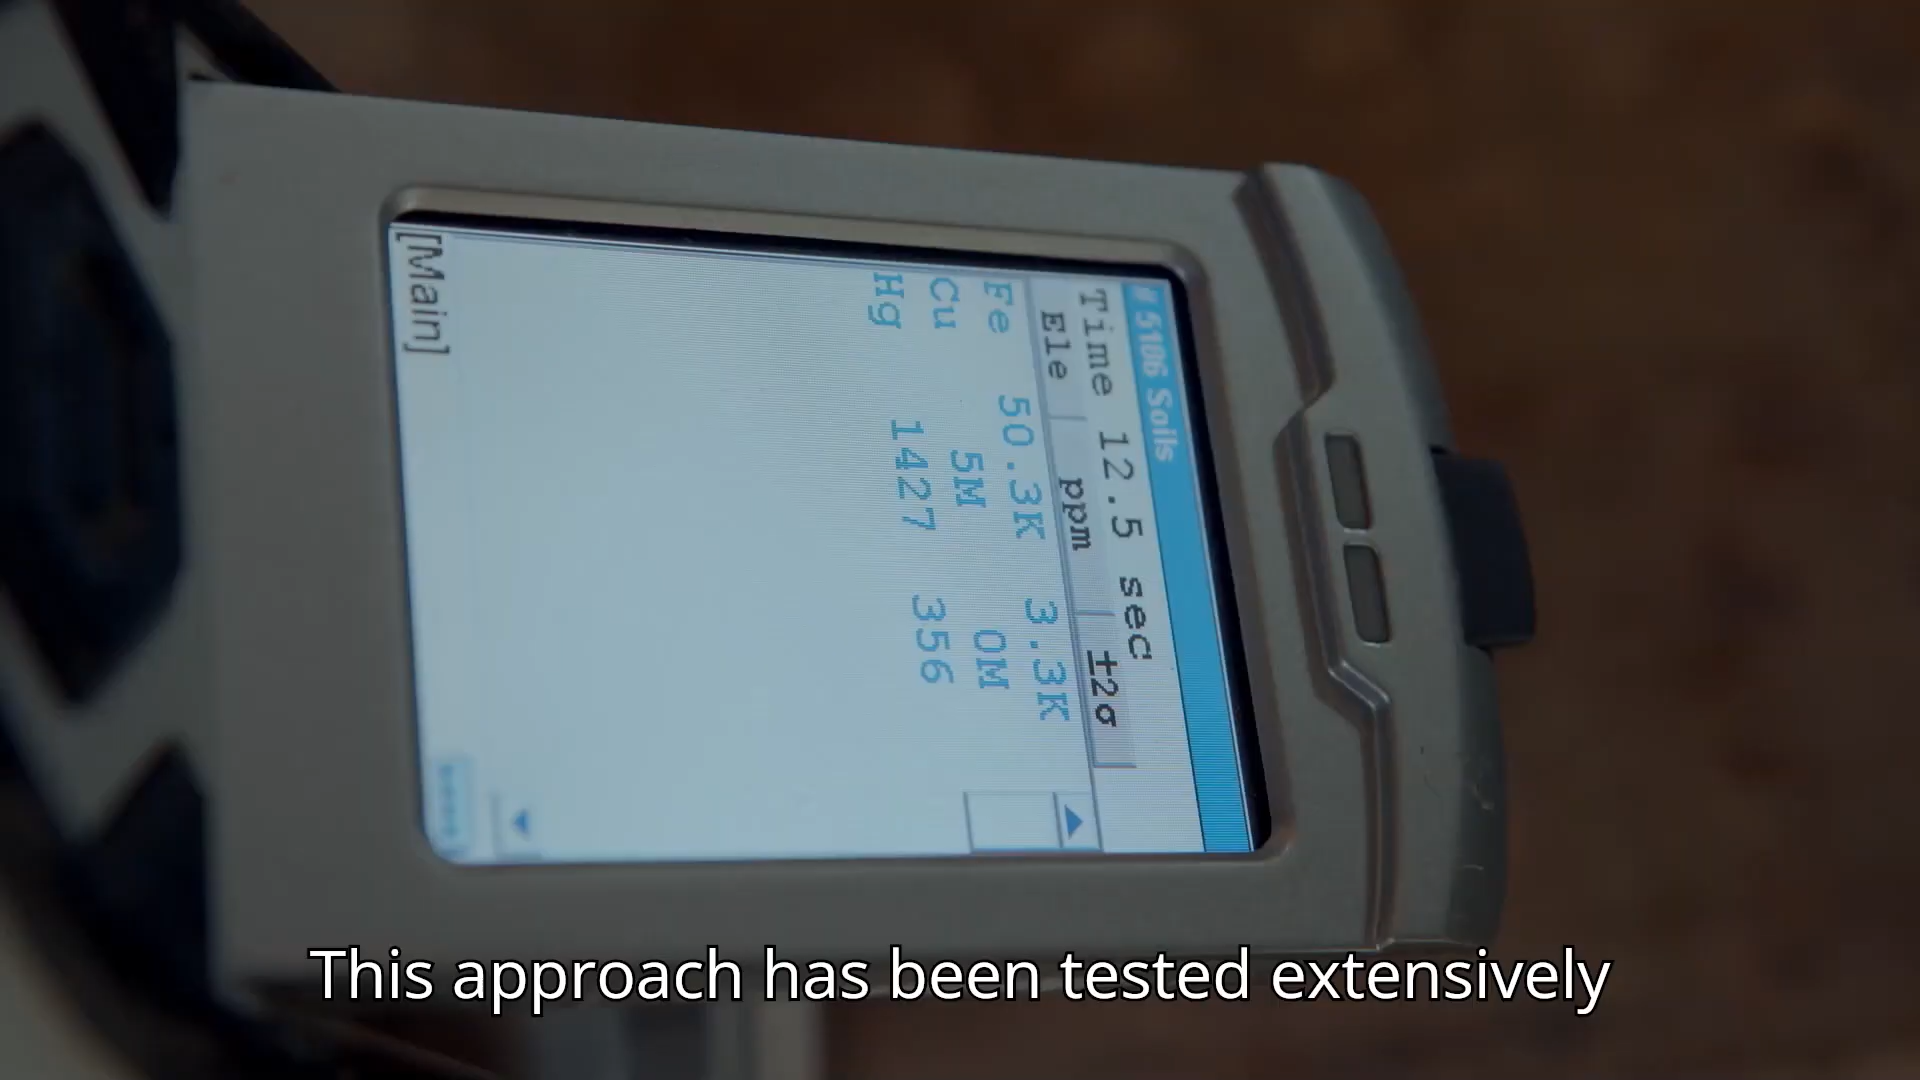 # 5106 Soils
Time 12.5 sec
Ele ppm ±2σ
Fe 50.3K 3.3K
Cu 5M 0M
Hg 1427 356
[Main]
This approach has been tested extensively